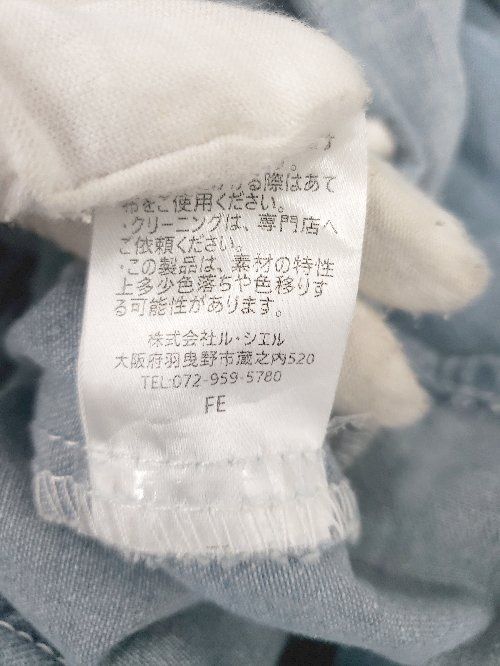 す
る際はあて
布をご使用ください。
・クリーニングは、専門店へ
ご依頼ください。
・この製品は、素材の特性
上多少色落ちや色移りす
る可能性があります。
株式会社ル・シエル
大阪府羽曳野市蔵之内520
TEL:072-959-5780
FE